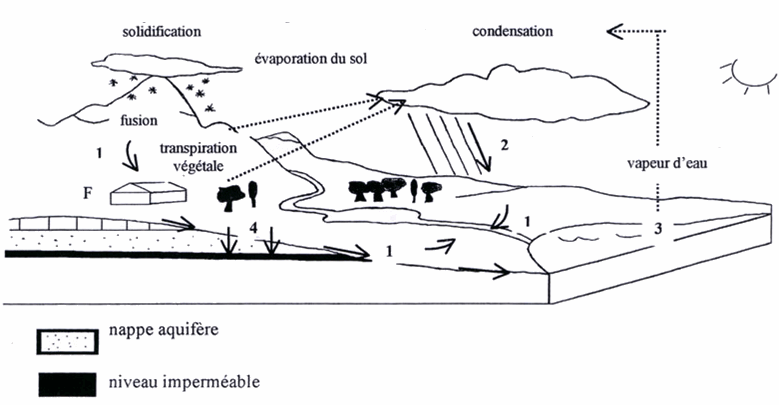 solidification
condensation
évaporation du sol
fusion
1
transpiration
végétale
2
vapeur d'eau
F
4
1
1
3
nappe aquifère
niveau imperméable